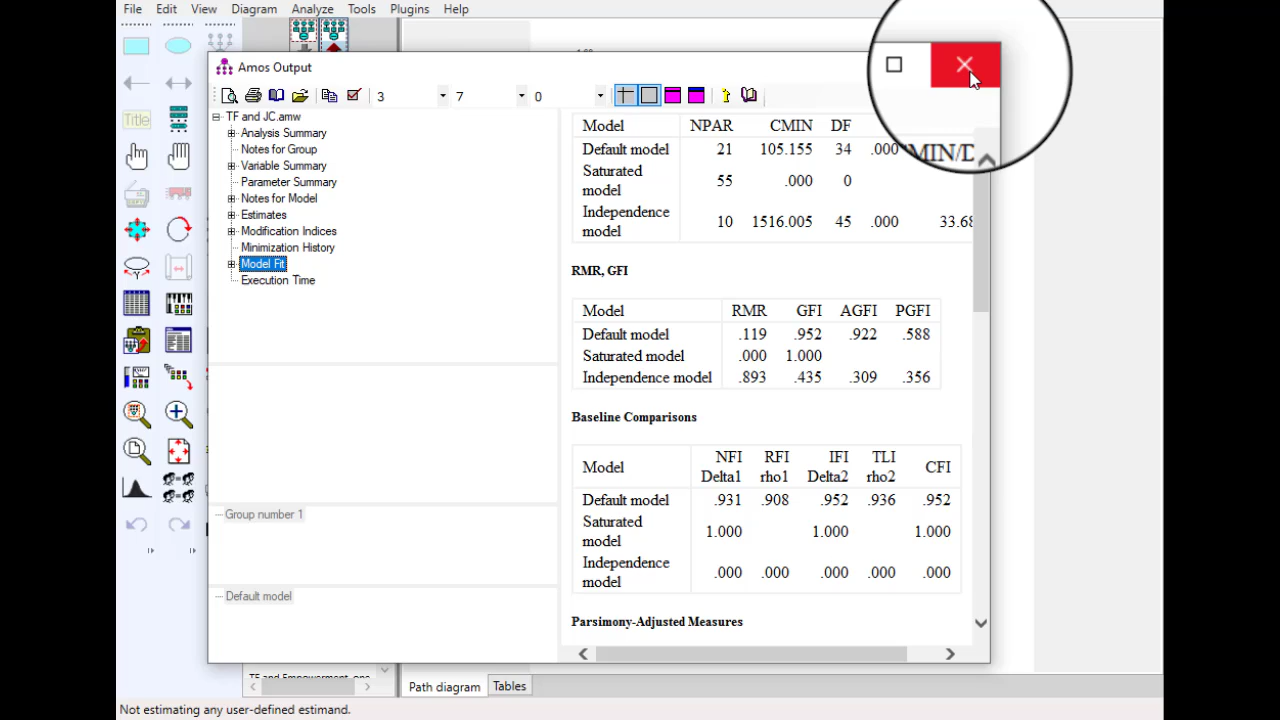 File Edit View Diagram Analyze Tools Plugins Help
Amos Output
3 7 0
TF and JC.amw
Analysis Summary
Notes for Group
Variable Summary
Parameter Summary
Notes for Model
Estimates
Modification Indices
Minimization History
Model Fit
Execution Time
Title
Group number 1
Default model
Model NPAR CMIN DF
Default model 21 105.155 34 .000
Saturated
model 55 .000 0
Independence
model 10 1516.005 45 .000 33.68
RMR, GFI
Model RMR GFI AGFI PGFI
Default model .119 .952 .922 .588
Saturated model .000 1.000
Independence model .893 .435 .309 .356
Baseline Comparisons
Model NFI Delta1 RFI rho1 IFI Delta2 TLI rho2 CFI
Default model .931 .908 .952 .936 .952
Saturated
model 1.000 1.000 1.000
Independence
model .000 .000 .000 .000 .000
Parsimony-Adjusted Measures
Path diagram Tables
Not estimating any user-defined estimand.